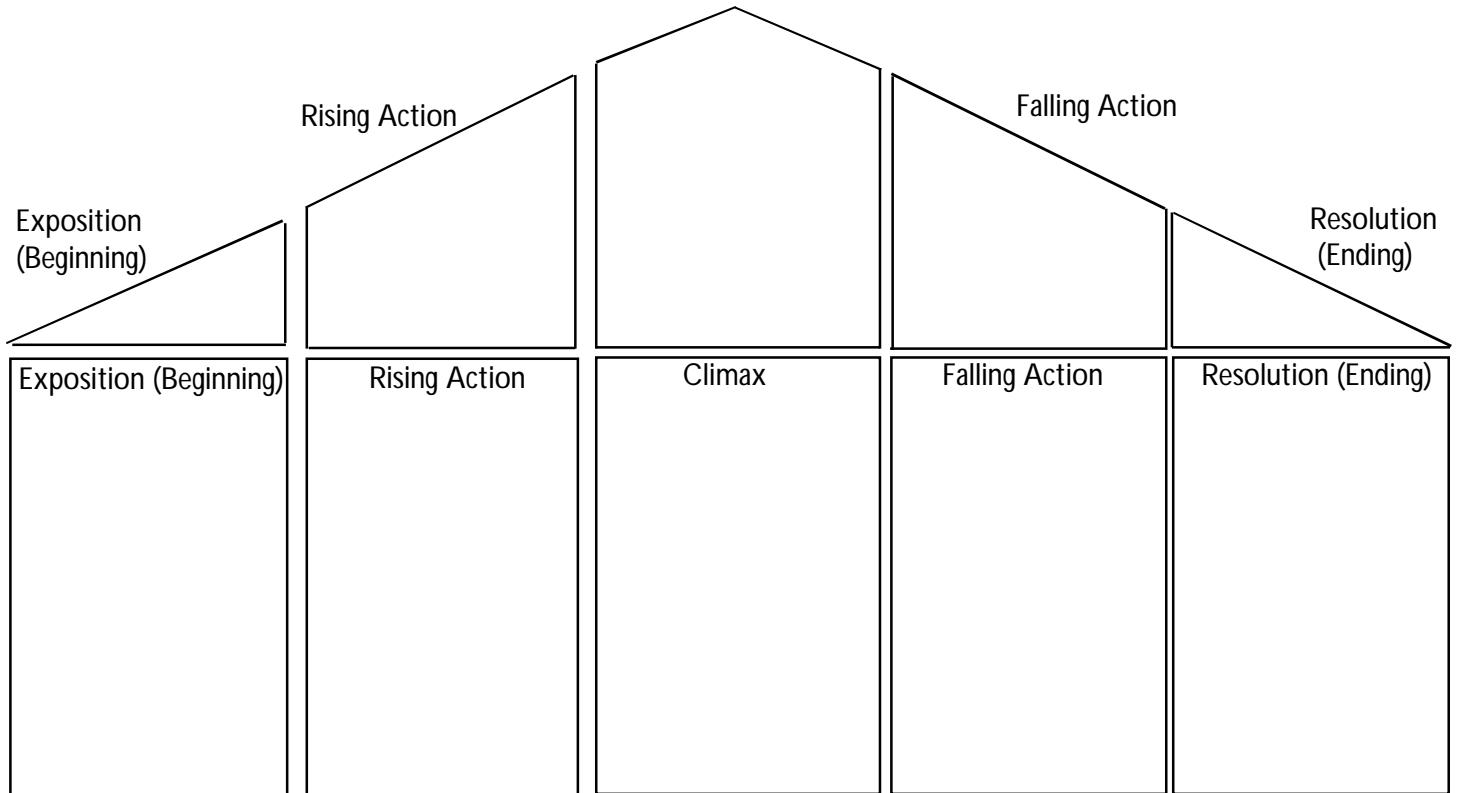 Rising Action
Falling Action
Exposition
(Beginning)
Resolution
(Ending)
Exposition (Beginning)
Rising Action
Climax
Falling Action
Resolution (Ending)